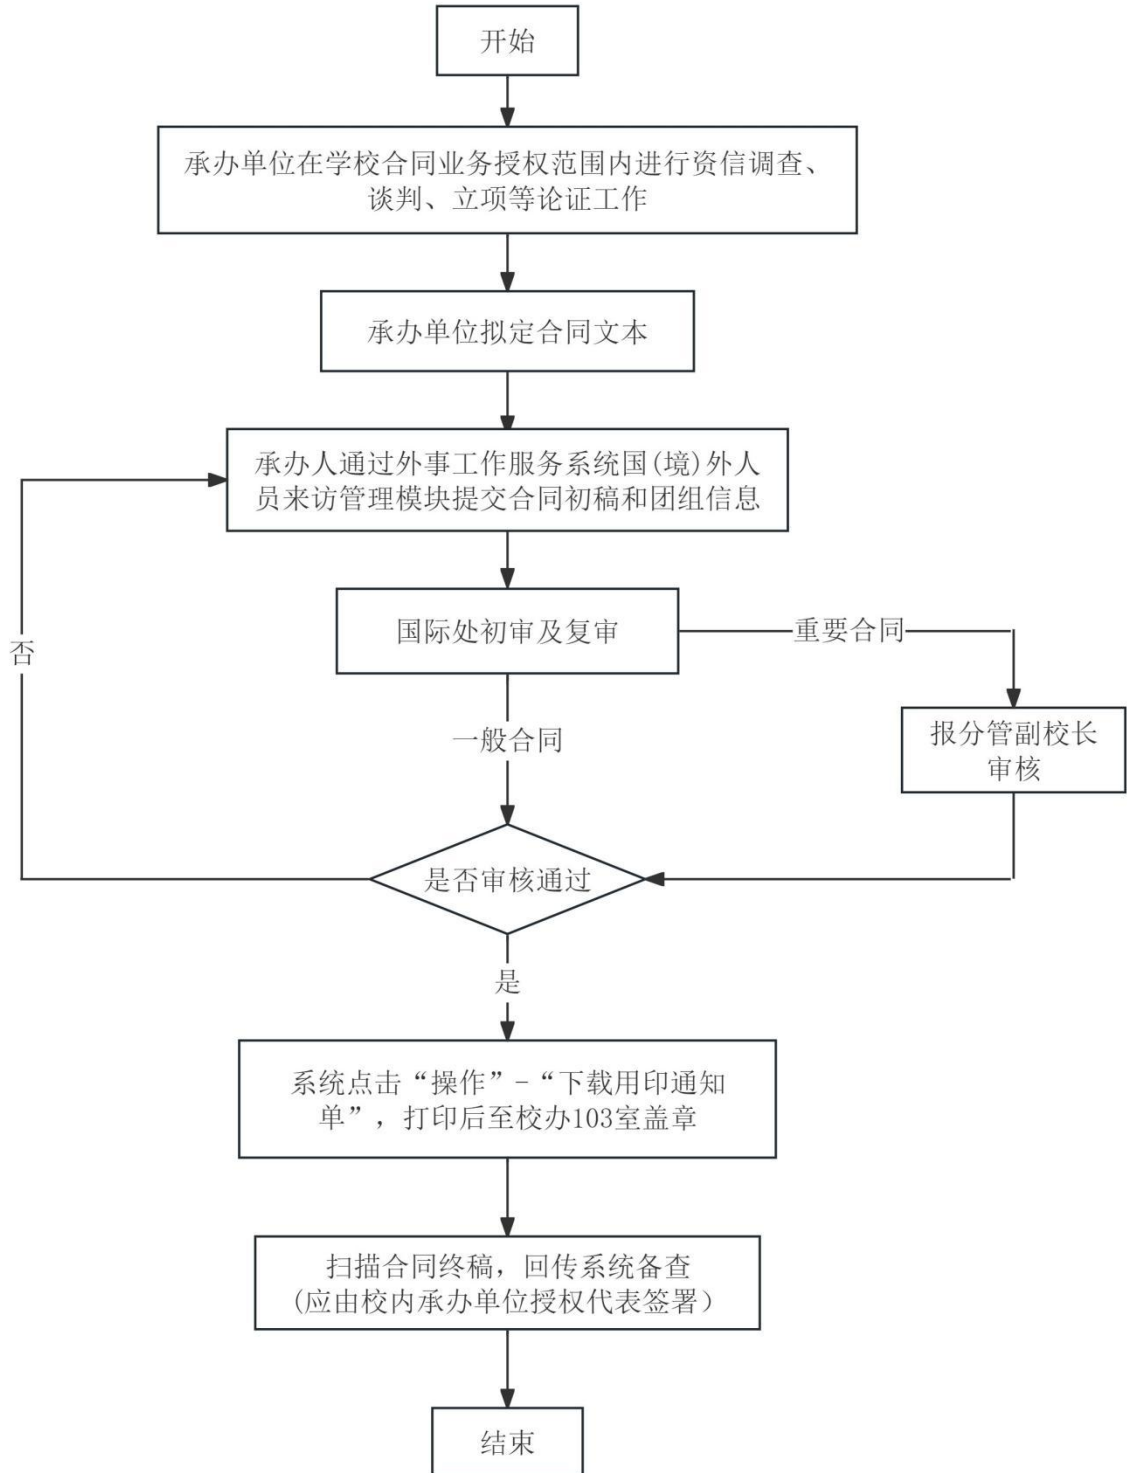 开始
承办单位在学校合同业务授权范围内进行资信调查、
谈判、立项等论证工作
承办单位拟定合同文本
承办人通过外事工作服务系统国(境)外人
员来访管理模块提交合同初稿和团组信息
国际处初审及复审
重要合同
否
一般合同
报分管副校长
审核
是否审核通过
是
系统点击“操作”-“下载用印通知
单”，打印后至校办103室盖章
扫描合同终稿，回传系统备查
(应由校内承办单位授权代表签署）
结束